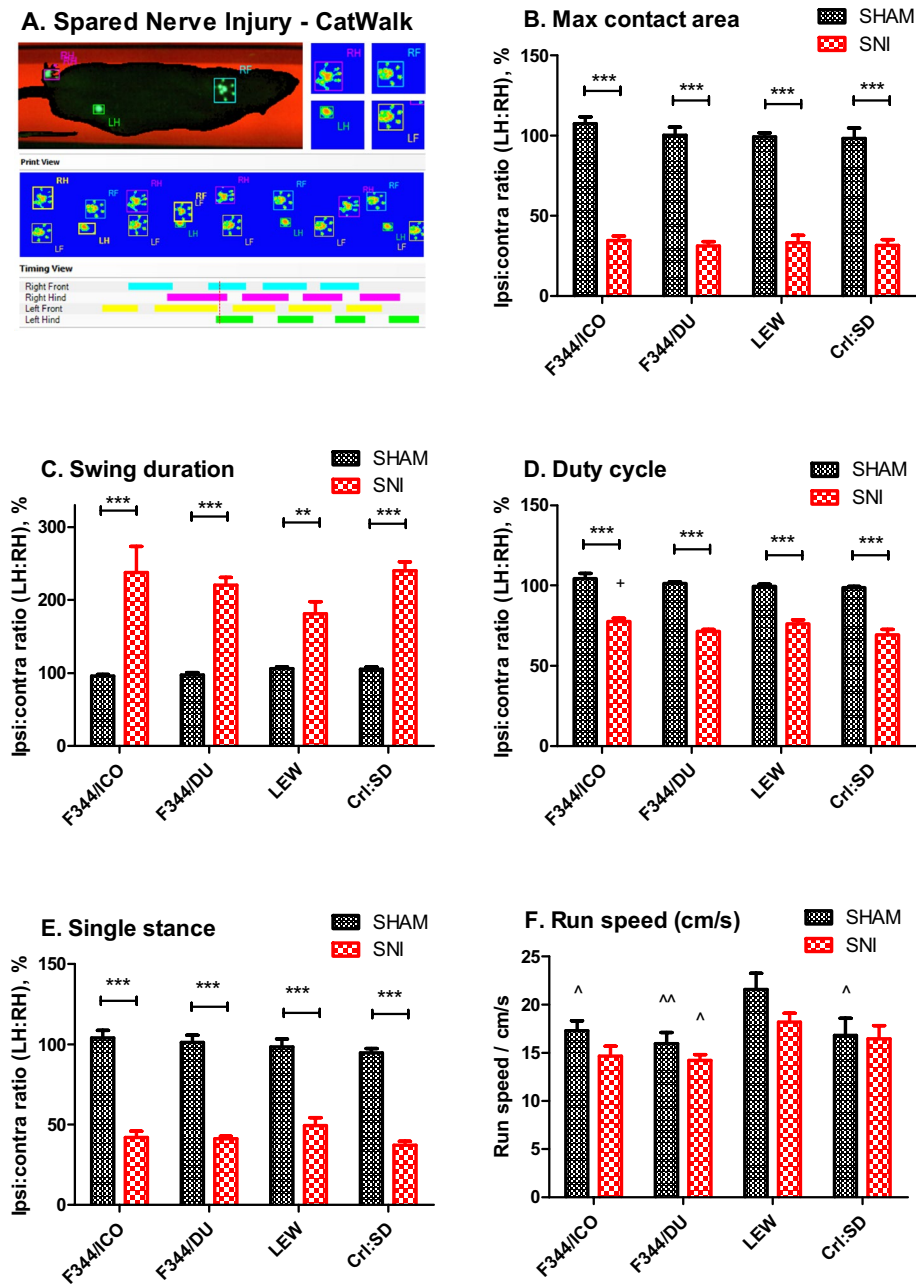 A. Spared Nerve Injury - CatWalk
RH
RH
RF
LH
RH
RF
LH
LF
Print View
RH
RF
RH
RF
LF
RF
RH
RF
LF
LH
LF
LH
LF
LH
LF
Timing View
Right Front
Right Hind
Left Front
Left Hind
B. Max contact area
SHAM
SNI
Ipsi:contra ratio (LH:RH), %
150
100
50
0
***
***
***
***
F344/ICO
F344/DU
LEW
Crl:SD
C. Swing duration
SHAM
SNI
Ipsi:contra ratio (LH:RH), %
300
200
100
0
***
***
**
***
F344/ICO
F344/DU
LEW
Crl:SD
D. Duty cycle
SHAM
SNI
Ipsi:contra ratio (LH:RH), %
150
100
50
0
***
***
***
***
+
F344/ICO
F344/DU
LEW
Crl:SD
E. Single stance
SHAM
SNI
Ipsi:contra ratio (LH:RH), %
150
100
50
0
***
***
***
***
F344/ICO
F344/DU
LEW
Crl:SD
F. Run speed (cm/s)
SHAM
SNI
Run speed / cm/s
25
20
15
10
5
0
^
^^
^
^
F344/ICO
F344/DU
LEW
Crl:SD